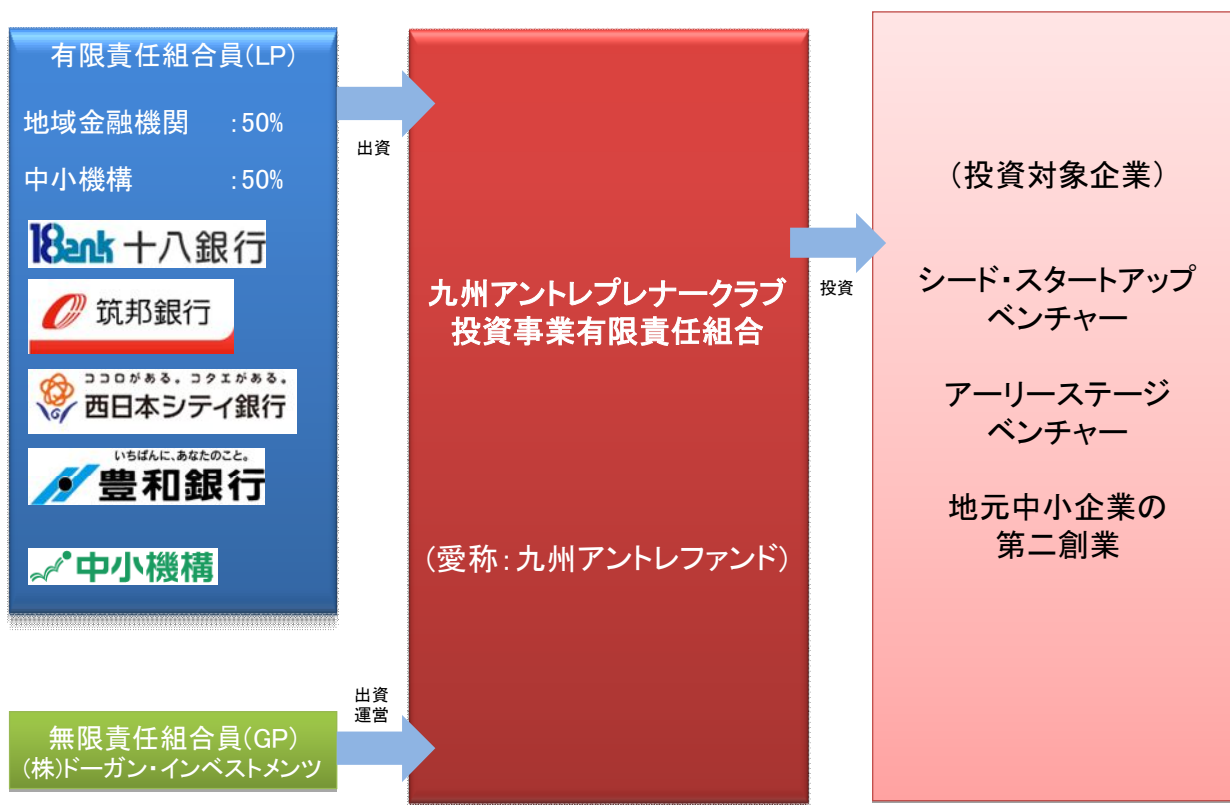 有限責任組合員(LP)
地域金融機関　:50%
中小機構　:50%
18Bank 十八銀行
筑邦銀行
ココロがある。コタエがある。
西日本シティ銀行
いちばんに、あなたのこと。
豊和銀行
中小機構
出資
無限責任組合員(GP)
(株)ドーガン・インベストメンツ
出資
運営
九州アントレプレナークラブ
投資事業有限責任組合
(愛称:九州アントレファンド)
投資
(投資対象企業)
シード・スタートアップ
ベンチャー
アーリーステージ
ベンチャー
地元中小企業の
第二創業